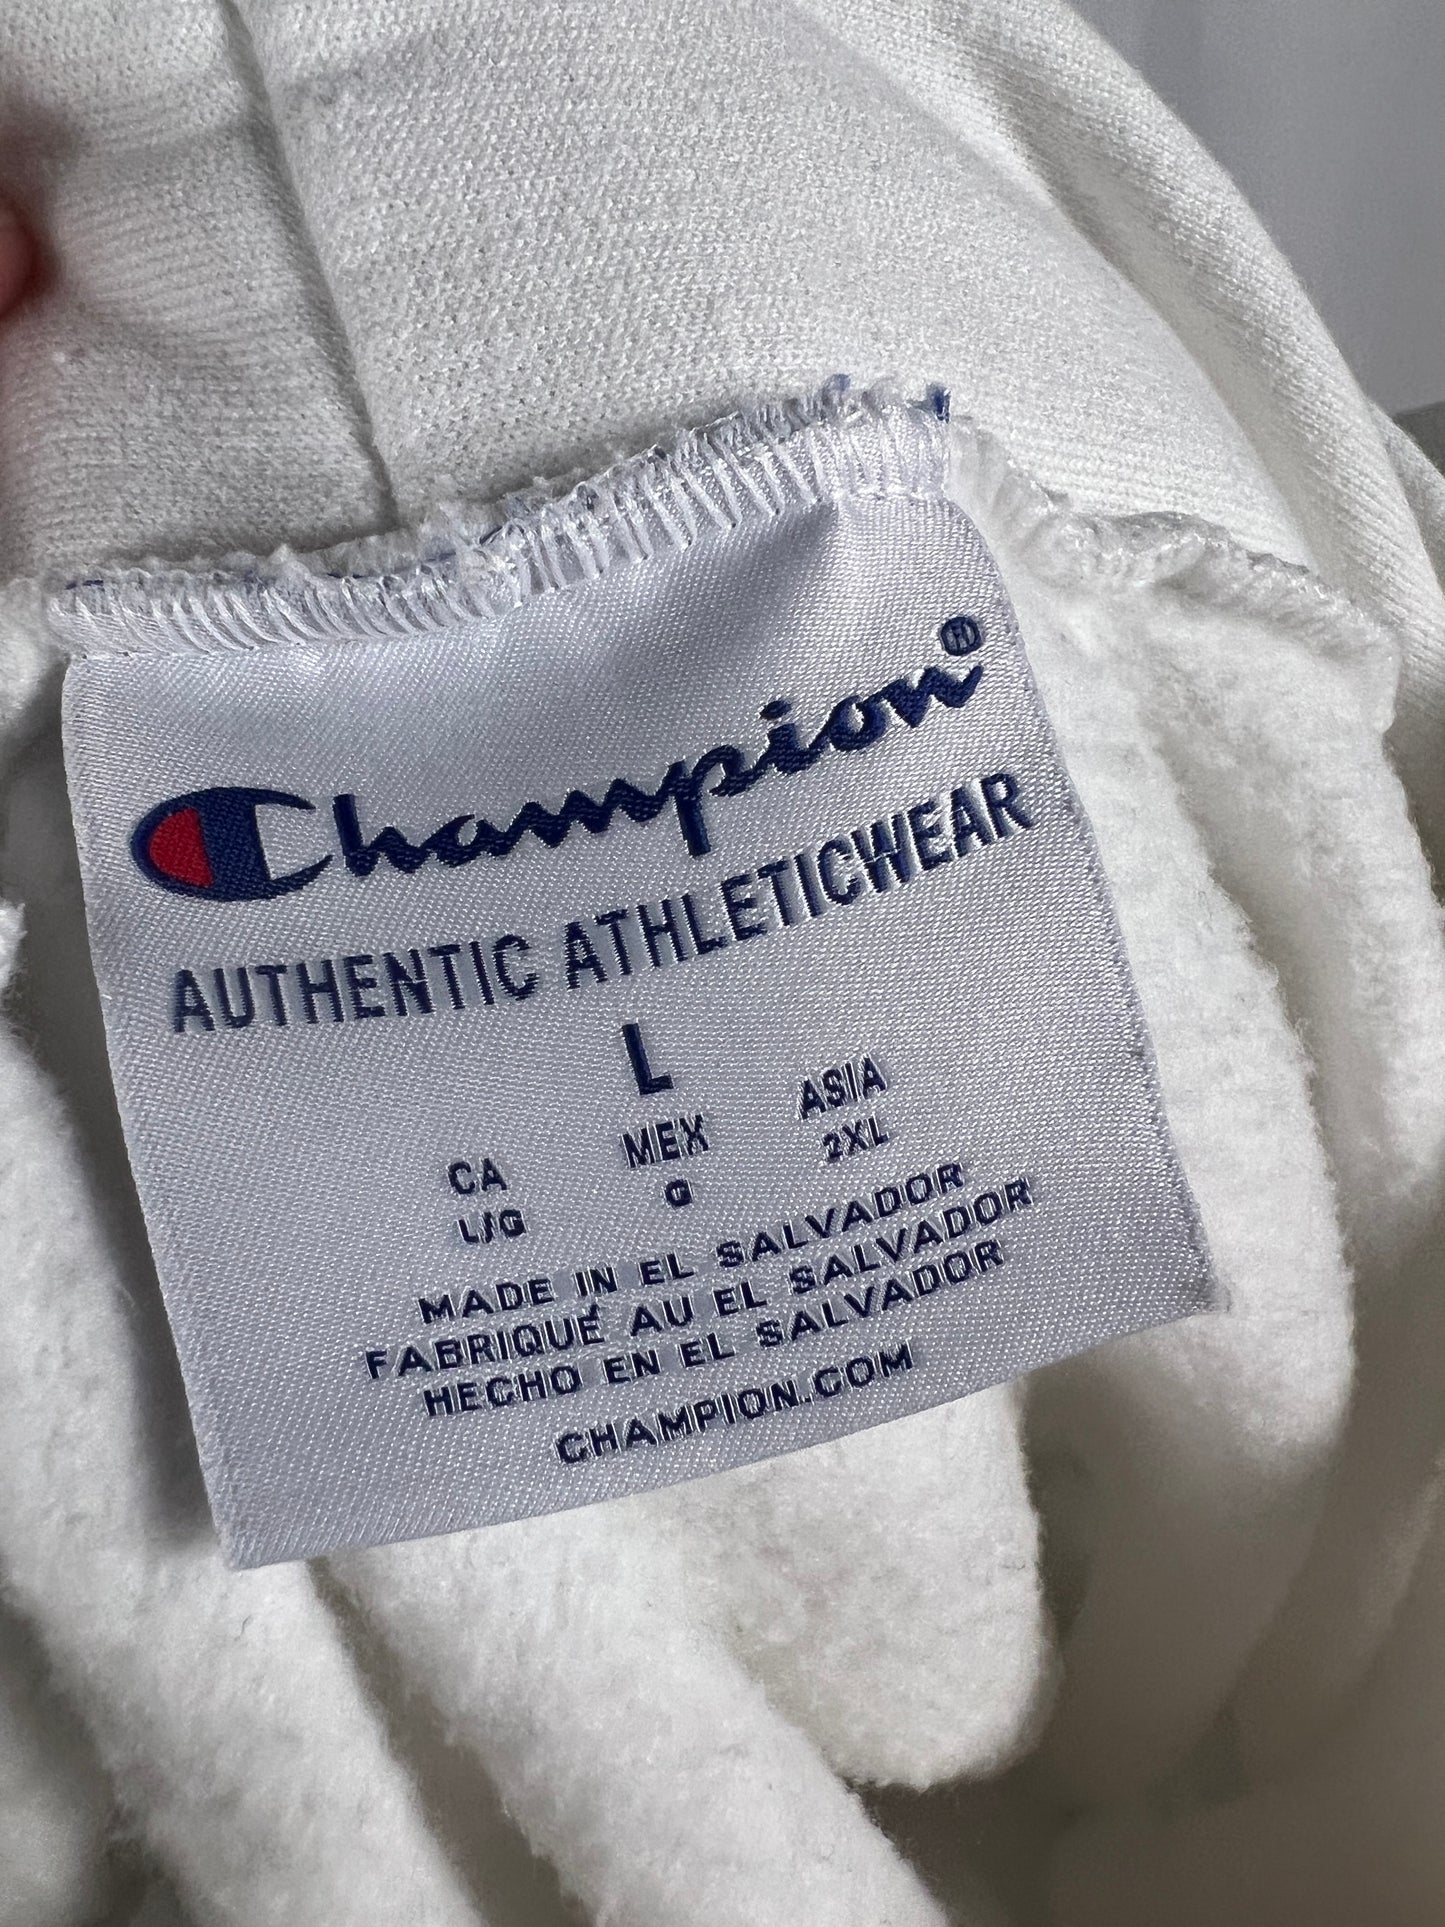 Champion®
AUTHENTIC ATHLETICWEAR
L
CA MEX ASIA
L/G G 2XL
MADE IN EL SALVADOR
FABRIQUÉ AU EL SALVADOR
HECHO EN EL SALVADOR
CHAMPION.COM